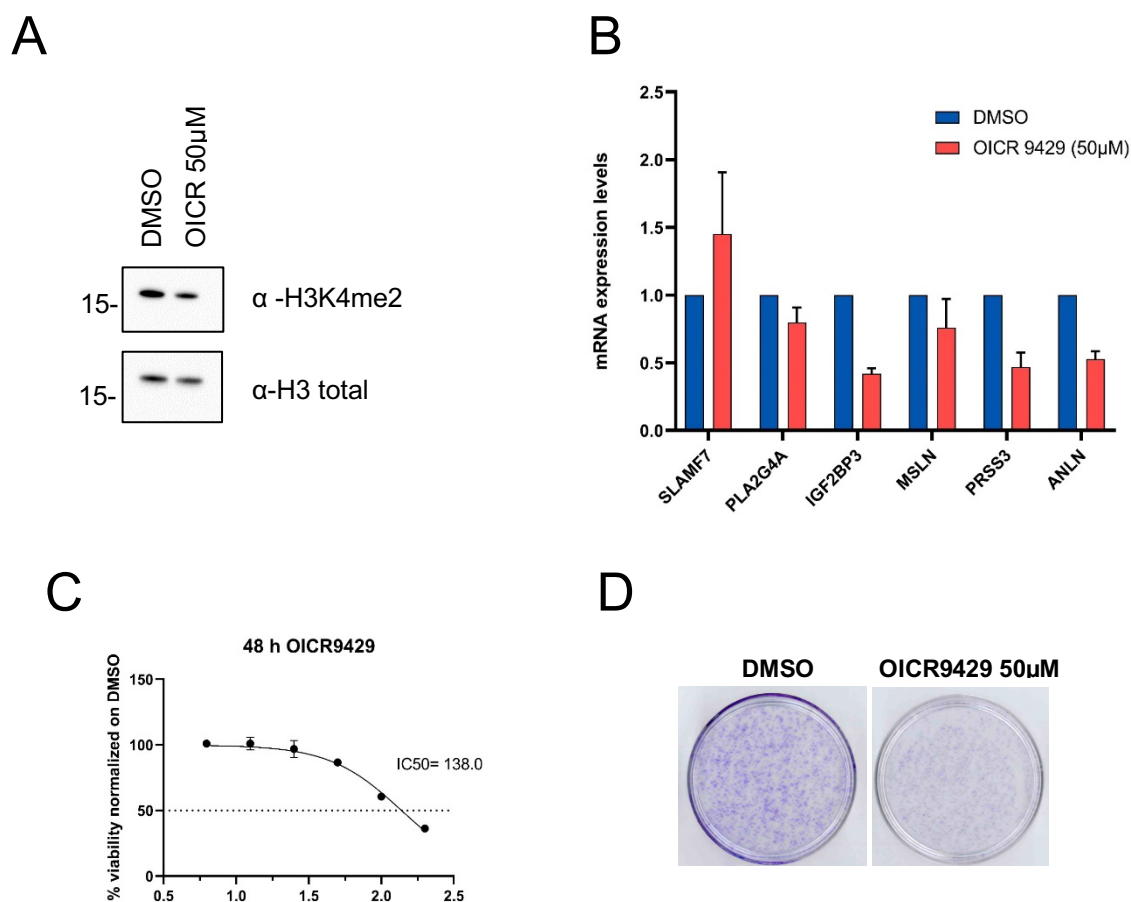 A
DMSO
OICR 50µM
15-
α -H3K4me2
15-
α-H3 total
B
mRNA expression levels
2.5
2.0
1.5
1.0
0.5
0.0
DMSO
OICR 9429 (50µM)
SLAMF7
PLA2G4A
IGF2BP3
MSLN
PRSS3
ANLN
C
48 h OICR9429
% viability normalized on DMSO
150
100
50
0
IC50= 138.0
0.5
1.0
1.5
2.0
2.5
D
DMSO
OICR9429 50µM